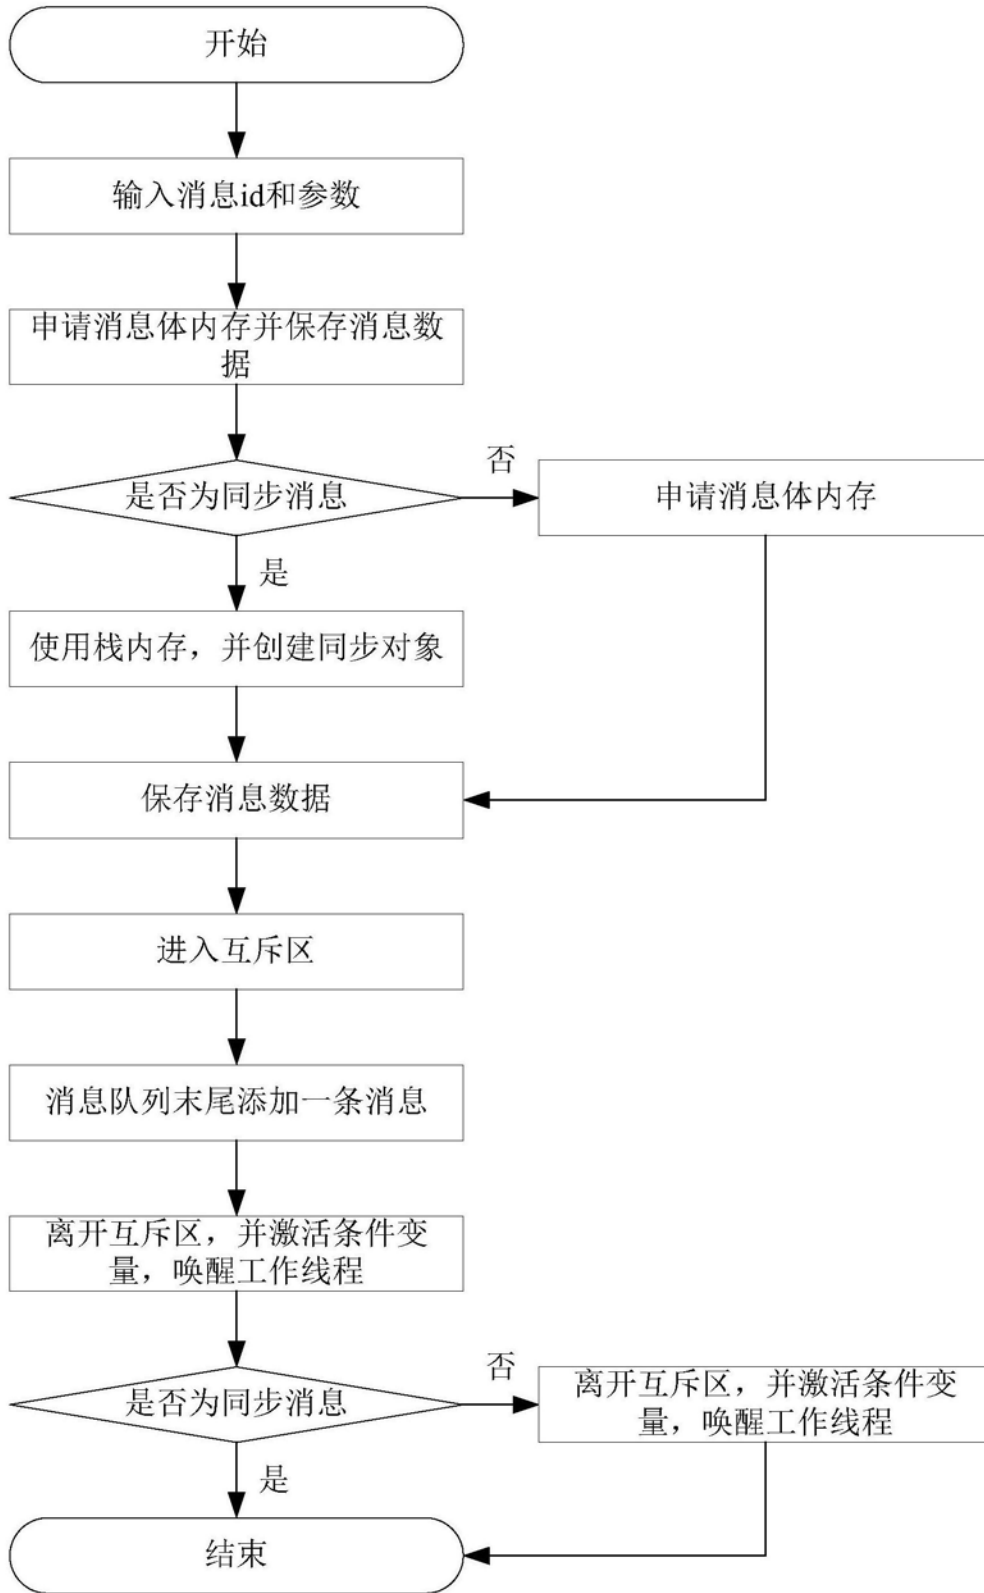 开始
输入消息id和参数
申请消息体内存并保存消息数
据
是否为同步消息
否
申请消息体内存
是
使用栈内存，并创建同步对象
保存消息数据
进入互斥区
消息队列末尾添加一条消息
离开互斥区，并激活条件变
量，唤醒工作线程
是否为同步消息
否
离开互斥区，并激活条件变
量，唤醒工作线程
是
结束